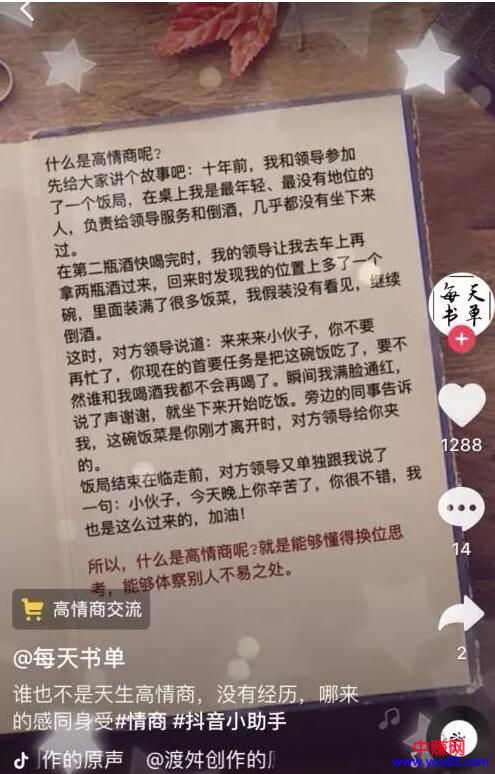 什么是高情商呢?
先给大家讲个故事吧：十年前，我和领导参加
了一个饭局，在桌上我是最年轻、最没有地位的
人，负责给领导服务和倒酒，几乎都没有坐下来
过。
在第二瓶酒快喝完时，我的领导让我去车上再
拿两瓶酒过来，回来时发现我的位置上多了一个
碗，里面装满了很多饭菜，我假装没有看见，继续
倒酒。
这时，对方领导说道：来来来小伙子，你不要
再忙了，你现在的首要任务是把这碗饭吃了，要不
然谁和我喝酒我都不会再喝了。瞬间我满脸通红，
说了声谢谢，就坐下来开始吃饭。旁边的同事告诉
我，这碗饭菜是你刚才离开时，对方领导给你夹
的。
饭局结束在临走前，对方领导又单独跟我说了
一句：小伙子，今天晚上你辛苦了，你很不错，我
也是这么过来的，加油！
所以，什么是高情商呢?就是能够懂得换位思
考，能够体察别人不易之处。
每天
书单
1288
14
2
高情商交流
@每天书单
谁也不是天生高情商，没有经历，哪来
的感同身受#情商 #抖音小助手
作的原声 @渡舛创作的
中赚网
www.you85.com